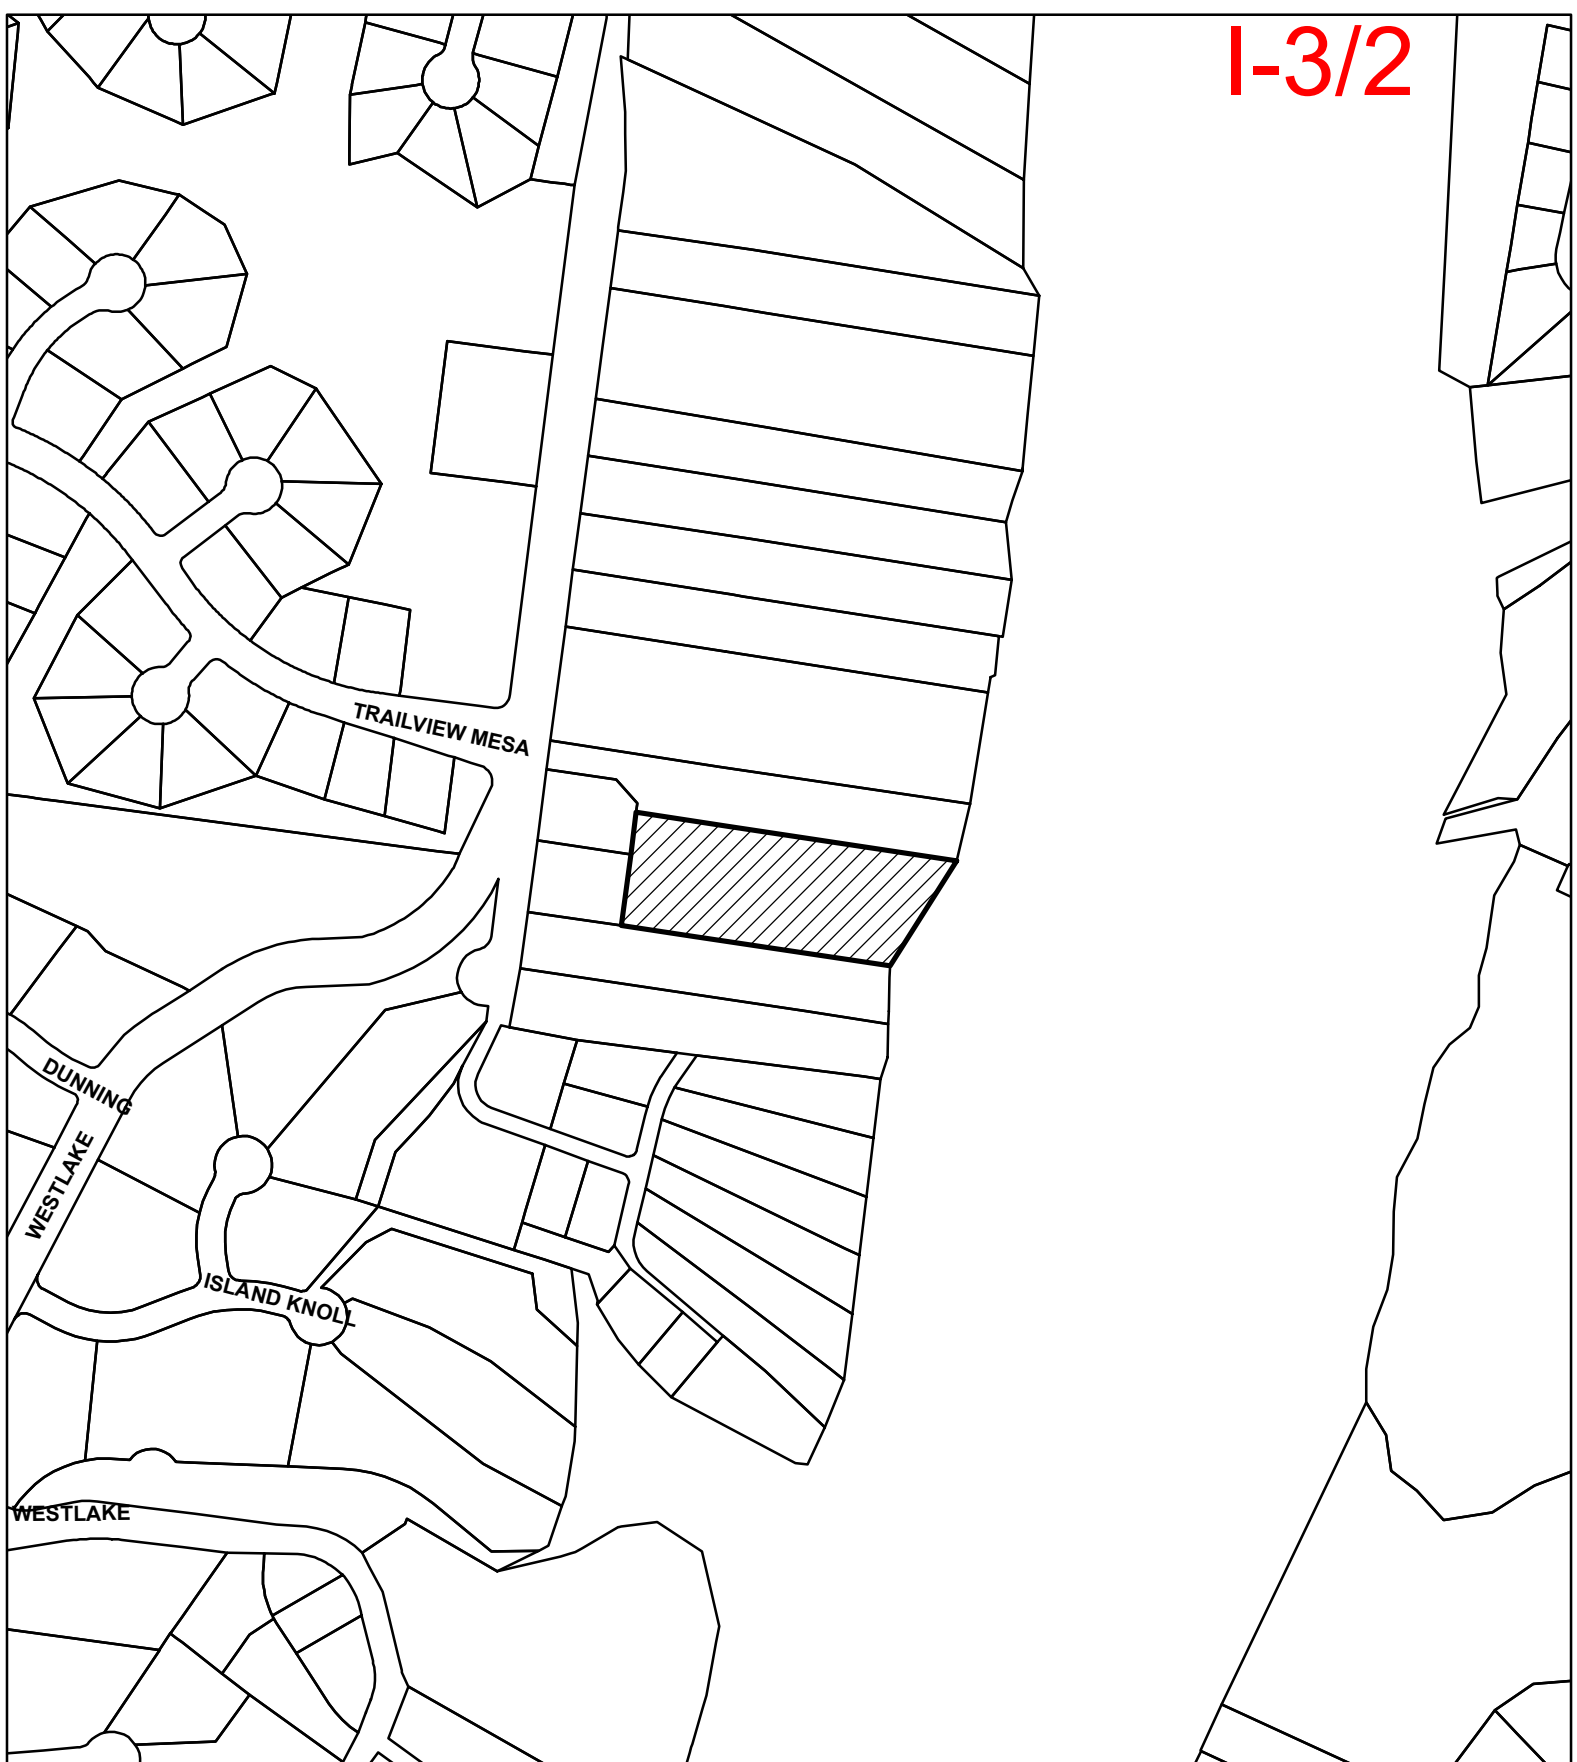 I-3/2
TRAILVIEW MESA
DUNNING
WESTLAKE
ISLAND KNOLL
WESTLAKE